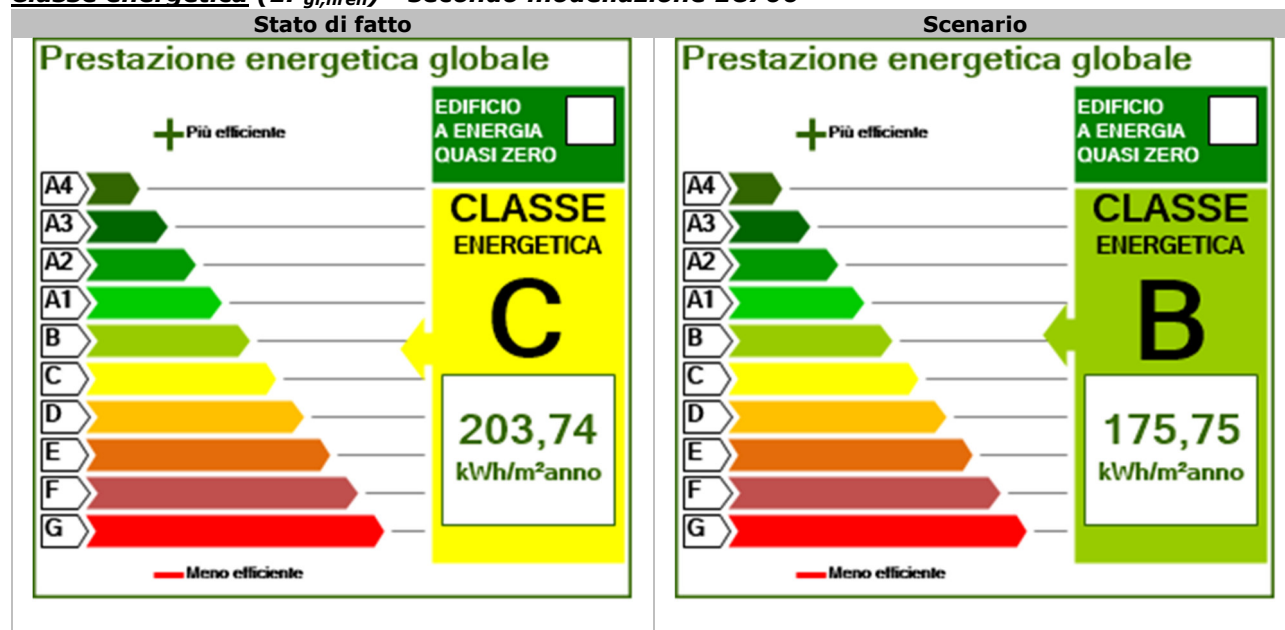 Stato di fatto
Scenario
Prestazione energetica globale
EDIFICIO
A ENERGIA
QUASI ZERO
Più efficiente
A4
A3
A2
A1
B
C
D
E
F
G
CLASSE
ENERGETICA
C
203,74
kWh/m²anno
Meno efficiente
Prestazione energetica globale
EDIFICIO
A ENERGIA
QUASI ZERO
Più efficiente
A4
A3
A2
A1
B
C
D
E
F
G
CLASSE
ENERGETICA
B
175,75
kWh/m²anno
Meno efficiente